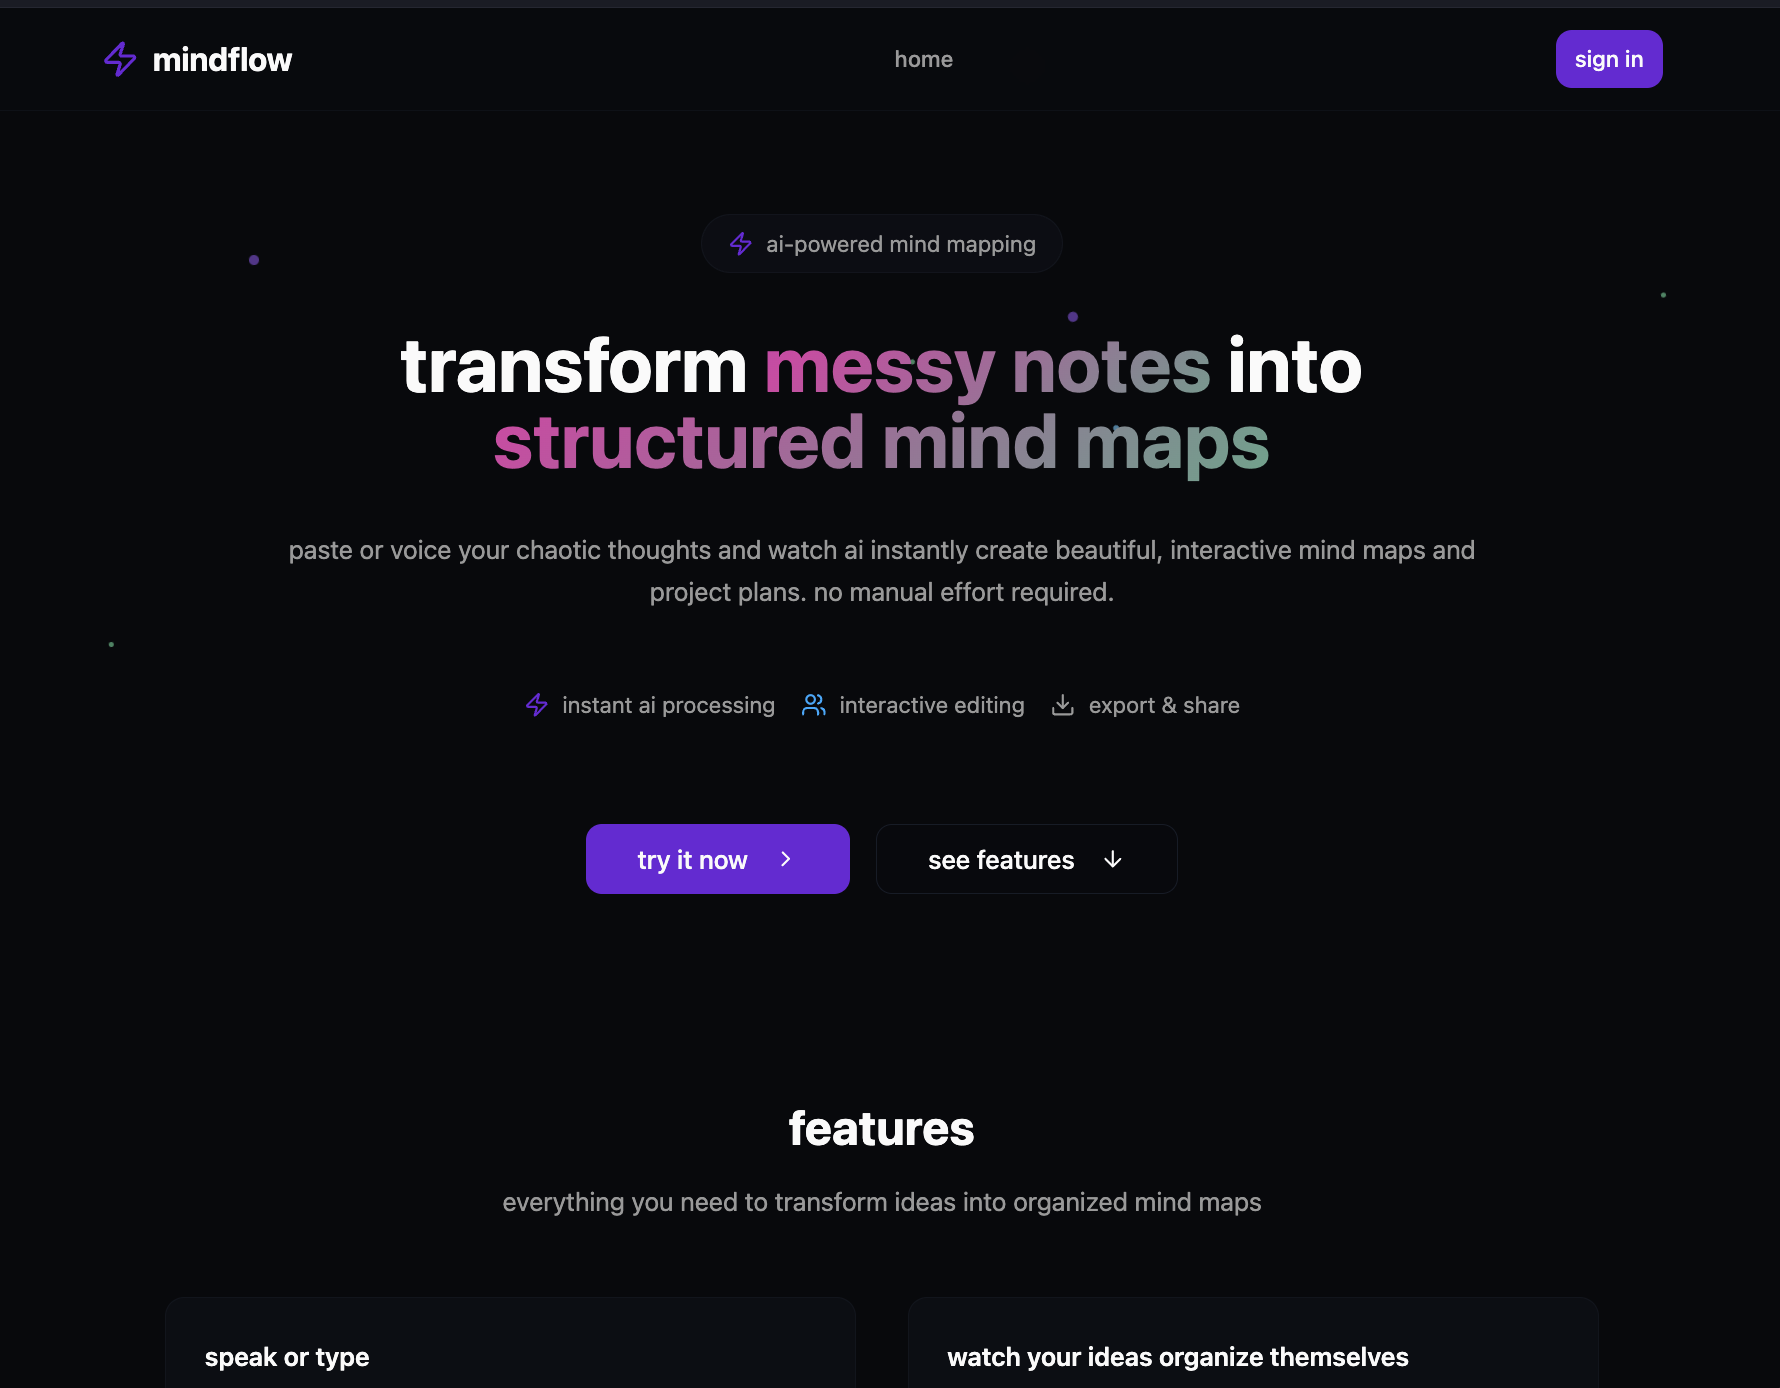 mindflow
home
sign in
ai-powered mind mapping
transform messy notes into
structured mind maps
paste or voice your chaotic thoughts and watch ai instantly create beautiful, interactive mind maps and
project plans. no manual effort required.
instant ai processing
interactive editing
export & share
try it now
see features
features
everything you need to transform ideas into organized mind maps
speak or type
watch your ideas organize themselves